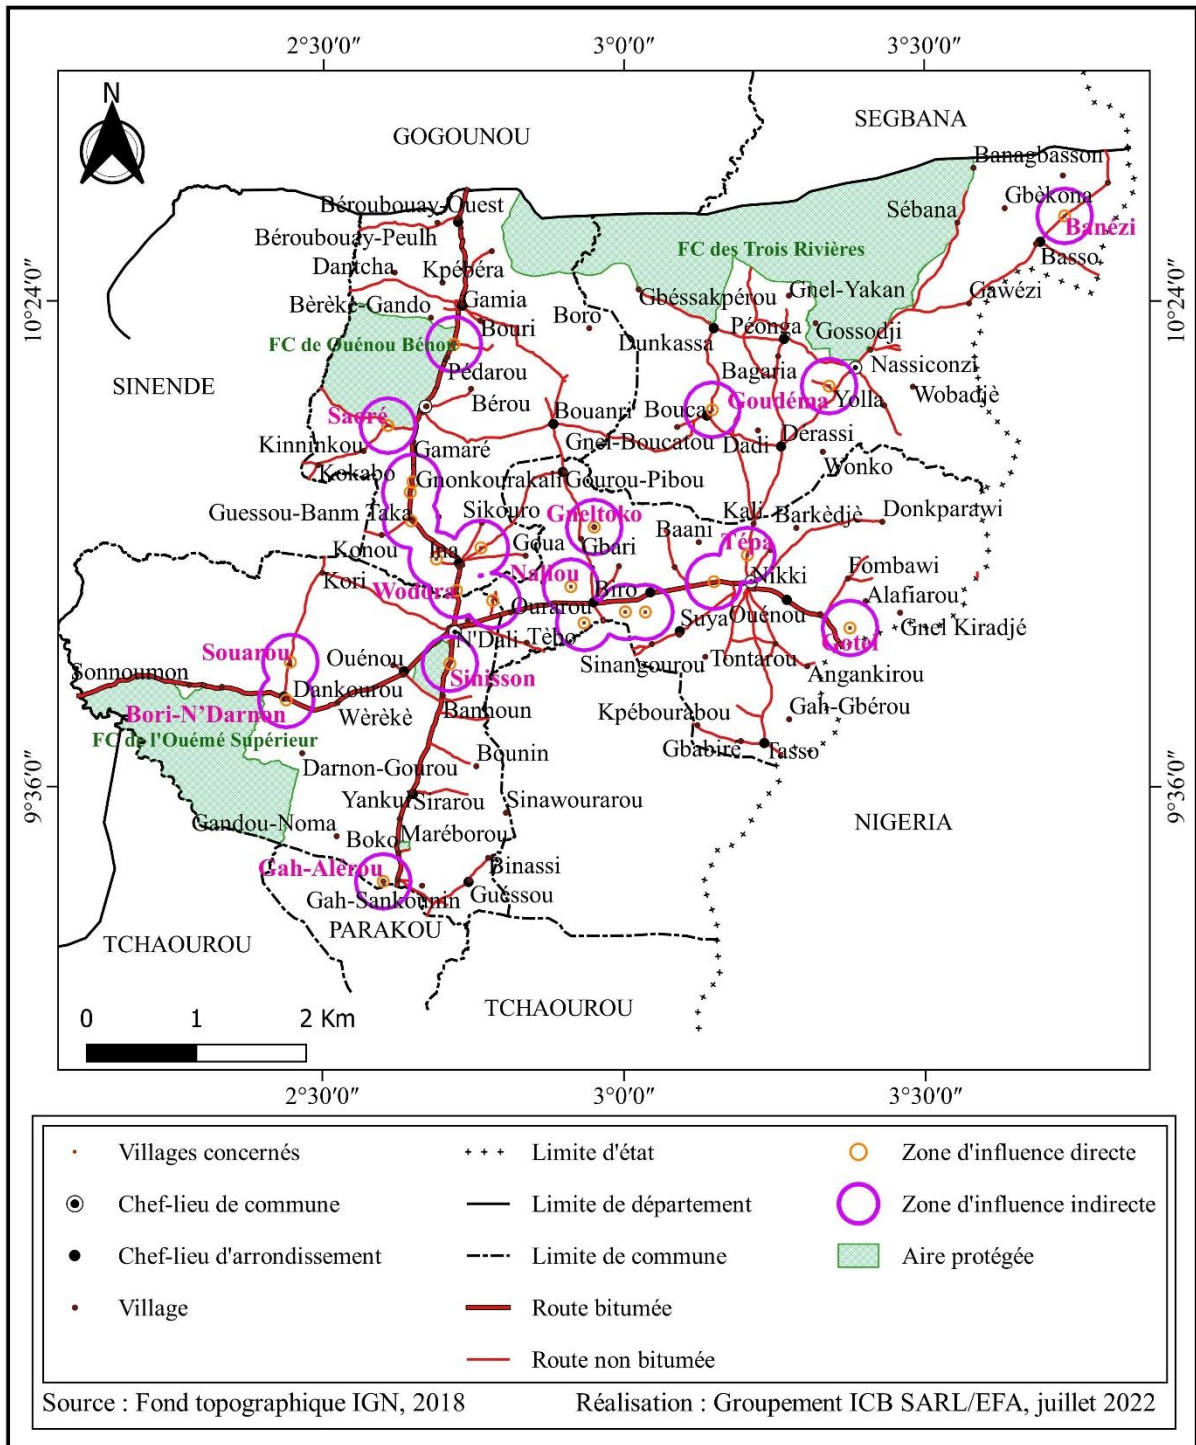 2°30′0″ 3°0′0″ 3°30′0″
N
SEGBANA
GOGOUNOU
Banagbasson
Béroubouay-Ouest
Sébana
Gbèkona
Banézi
Béroubouay-Peulh
FC des Trois Rivières
Basso
Dantcha
Kpébéra
10°24′0″
Gbéssakpérou
Gnel-Yakan
Gawézi
10°24′0″
Bèrèkè-Gando
Gamia
Boro
Bouri
Dunkassa
Péonga
Gossodji
FC de Ouénou Bénou
Nassiconzi
SINENDE
Pédarou
Bagaria
Bérou
Goudéma
Yolla
Wobadjè
Saoré
Bouanri
Bouca
Kinninkou
Gamaré
Gnel-Boucatou
Dadi
Derassi
Kokabo
Gnonkourakali
Gourou-Pibou
Wonko
Guessou-Banm Taka
Sikouro
Gneltoko
Kali
Barkèdjè
Donkparawi
Baani
Tépa
Konou
Ina
Goua
Gbari
Kori
Wodora
Nallou
Nikki
Fombawi
Ourarou
Biro
Alafiarou
Suya
Ouénou
Gnel Kiradjé
Souarou
Ouénou
N'Dali
Tèbo
Gotel
Sonnoumon
Sinisson
Sinangourou
Tontarou
Angankirou
Dankourou
Bori-N’Darnon
Wèrèkè
Banhoun
Kpébourabou
Gah-Gbérou
FC de l'Ouémé Supérieur
Bounin
Gbabire
Tasso
Darnon-Gourou
9°36′0″
Yankui
Sirarou
Sinawourarou
9°36′0″
Gandou-Noma
NIGERIA
Boko
Maréborou
Gah-Alérou
Binassi
Gah-Sankounin
Guéssou
TCHAOUROU
PARAKOU
TCHAOUROU
0 1 2 Km
2°30′0″ 3°0′0″ 3°30′0″
Villages concernés
Limite d'état
Zone d'influence directe
Chef-lieu de commune
Limite de département
Zone d'influence indirecte
Chef-lieu d'arrondissement
Limite de commune
Aire protégée
Village
Route bitumée
Route non bitumée
Source : Fond topographique IGN, 2018 Réalisation : Groupement ICB SARL/EFA, juillet 2022